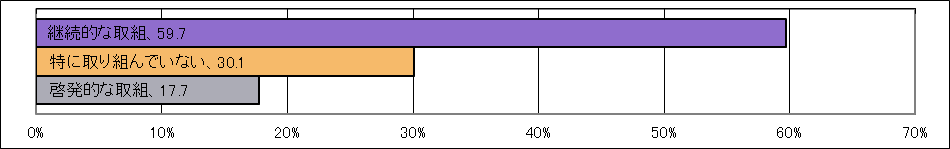 継続的な取組、59.7
特に取り組んでいない、30.1
啓発的な取組、17.7
0% 10% 20% 30% 40% 50% 60% 70%